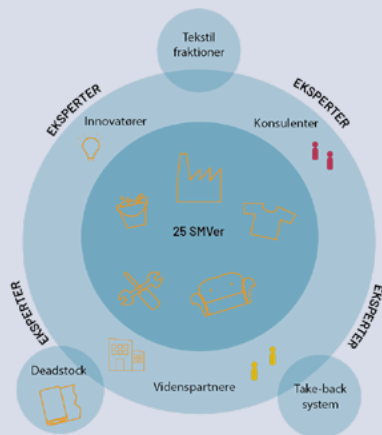 Tekstil
fraktioner
EKSPERTER
EKSPERTER
Innovatører
Konsulenter
25 SMVer
EKSPERTER
EKSPERTER
Deadstock
Videnspartnere
Take-back
system